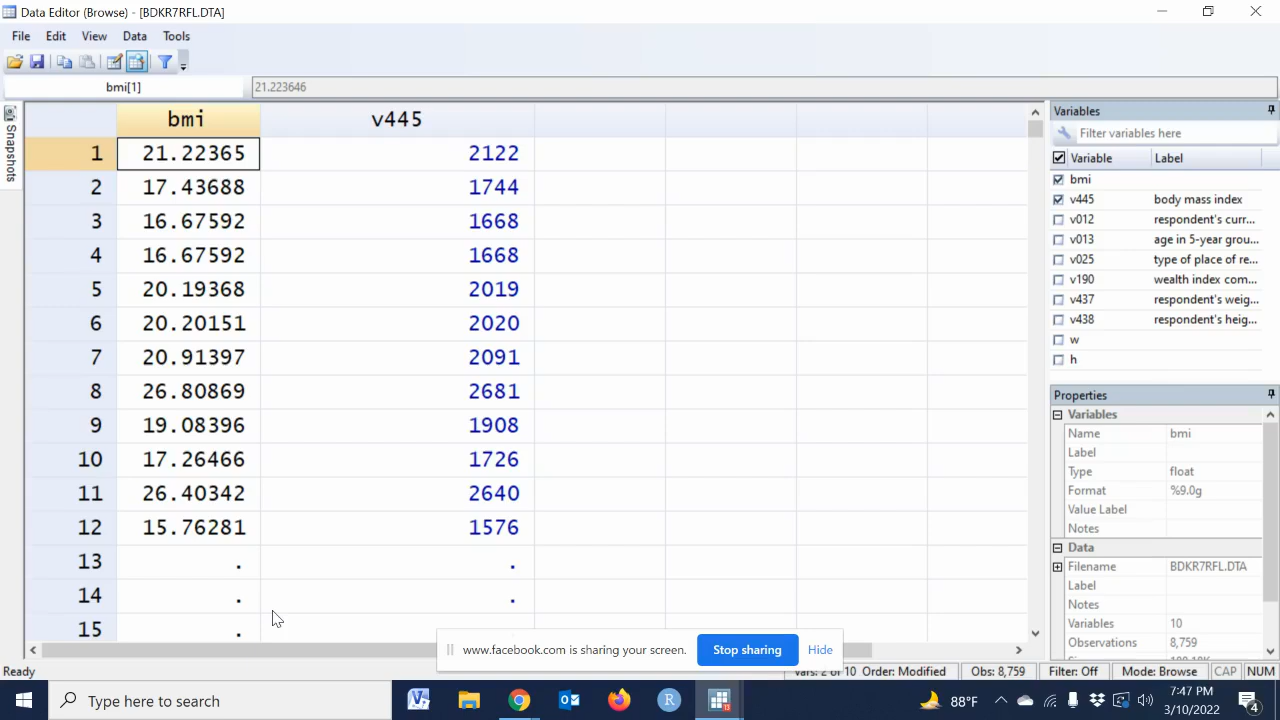 Data Editor (Browse) - [BDKR7RFL.DTA]
File Edit View Data Tools
bmi[1] 21.223646
Snapshots
bmi v445
1 21.22365 2122
2 17.43688 1744
3 16.67592 1668
4 16.67592 1668
5 20.19368 2019
6 20.20151 2020
7 20.91397 2091
8 26.80869 2681
9 19.08396 1908
10 17.26466 1726
11 26.40342 2640
12 15.76281 1576
13 . .
14 . .
15 .
Variables
Filter variables here
Variable Label
bmi
v445 body mass index
v012 respondent's curr...
v013 age in 5-year grou...
v025 type of place of re...
v190 wealth index com...
v437 respondent's weig...
v438 respondent's heig...
w
h
Properties
Variables
Name bmi
Label
Type float
Format %9.0g
Value Label
Notes
Data
Filename BDKR7RFL.DTA
Label
Notes
Variables 10
Observations 8,759
www.facebook.com is sharing your screen. Stop sharing Hide
Ready Vars: 2 of 10 Order: Modified Obs: 8,759 Filter: Off Mode: Browse CAP NUM
Type here to search
88°F
7:47 PM
3/10/2022
4